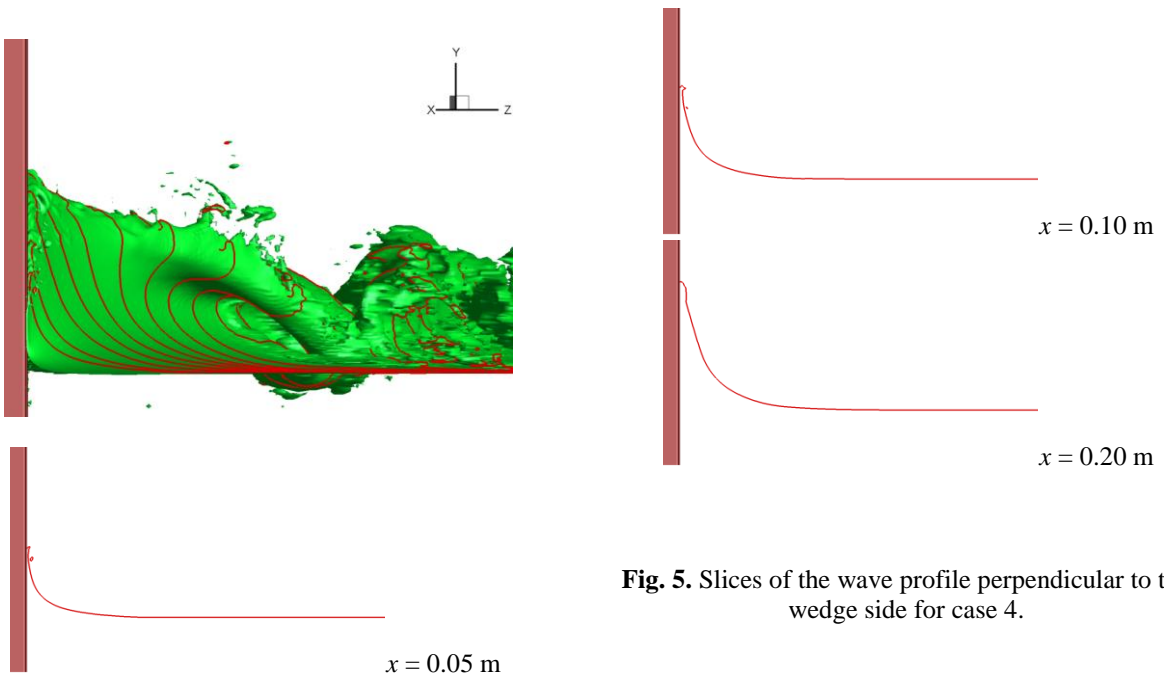 Y
X
Z
x = 0.05 m
x = 0.10 m
x = 0.20 m
Fig. 5. Slices of the wave profile perpendicular to t
wedge side for case 4.